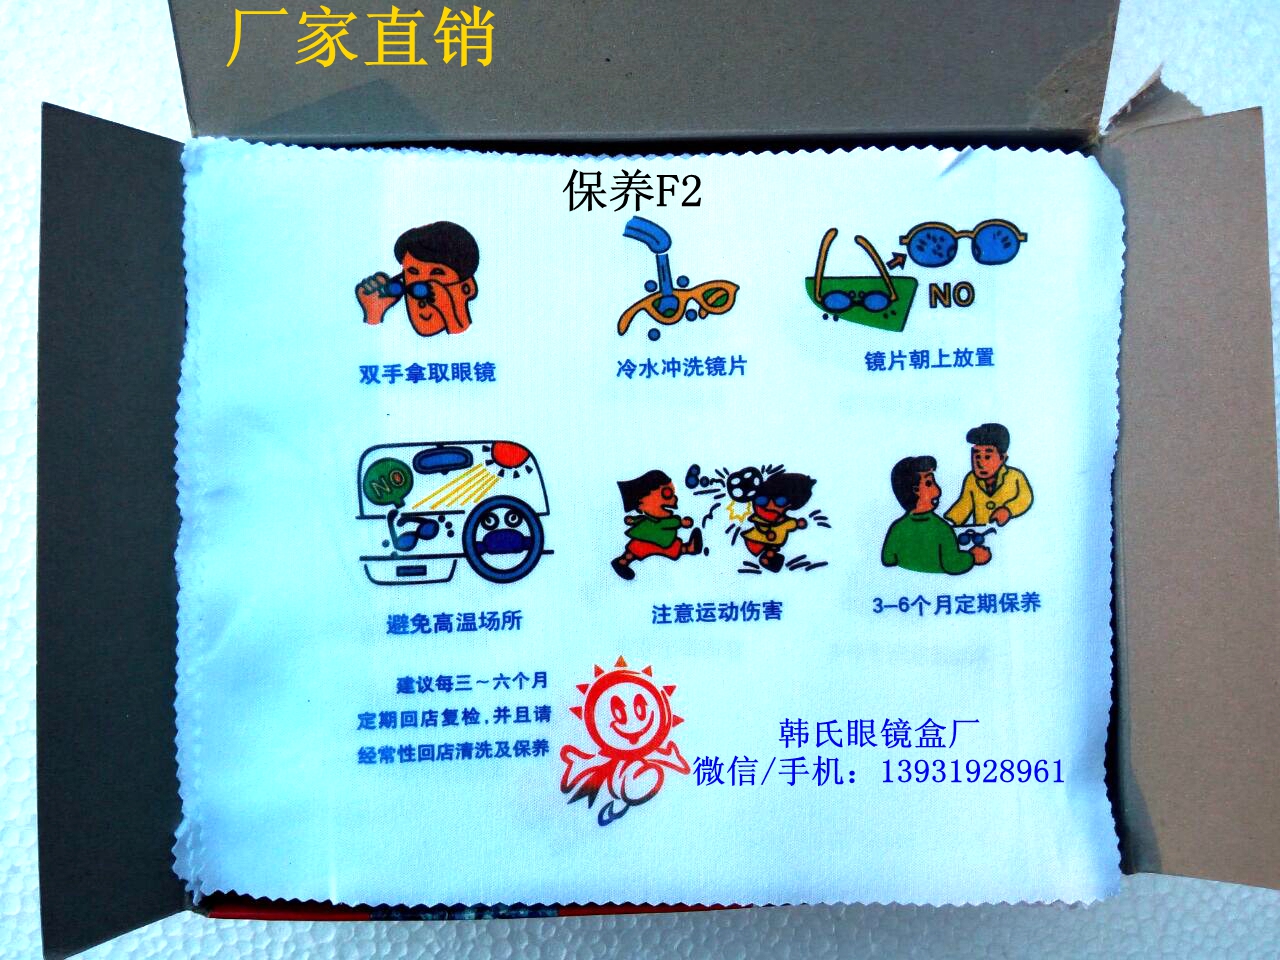 厂家直销
保养F2
NO
双手拿取眼镜
冷水冲洗镜片
镜片朝上放置
NO
避免高温场所
注意运动伤害
3-6个月定期保养
建议每三~六个月
定期回店复检,并且请
经常性回店清洗及保养
韩氏眼镜盒厂
微信/手机：13931928961